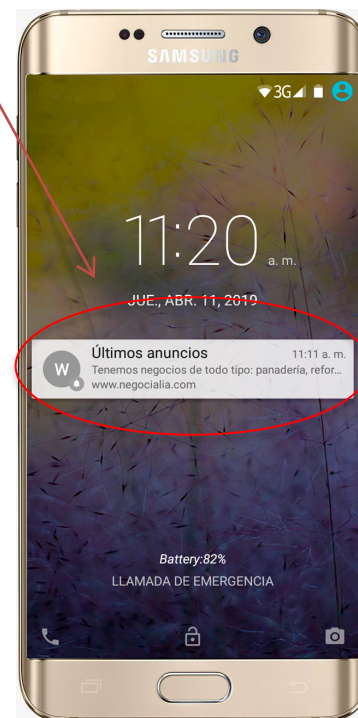 SAMSUNG
3G
11:20 a. m.
JUE., ABR. 11, 2019
Últimos anuncios 11:11 a. m.
W
Tenemos negocios de todo tipo: panadería, refor...
www.negocialia.com
Battery:82%
LLAMADA DE EMERGENCIA